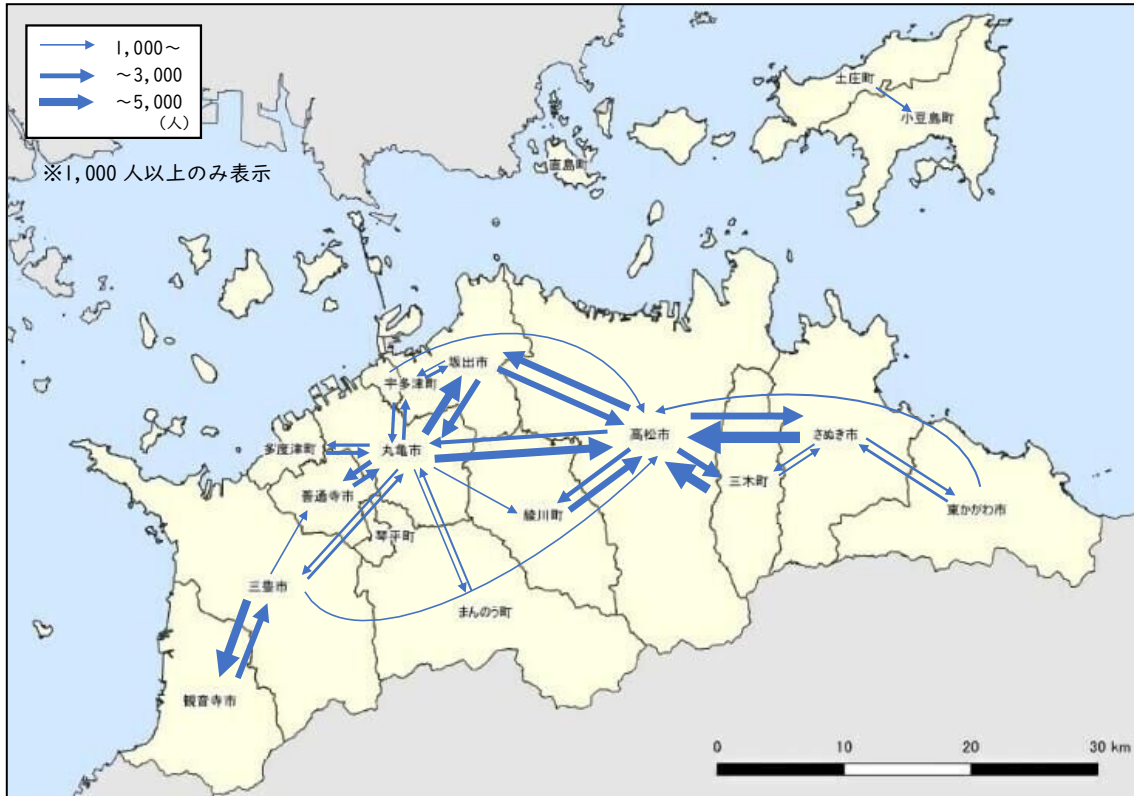 1,000～
～3,000
～5,000
(人)
※1,000 人以上のみ表示
土庄町
小豆島町
直島町
坂出市
宇多津町
高松市
さぬき市
多度津町
丸亀市
三木町
善通寺市
綾川町
東かがわ市
琴平町
三豊市
まんのう町
観音寺市
0 10 20 30 km